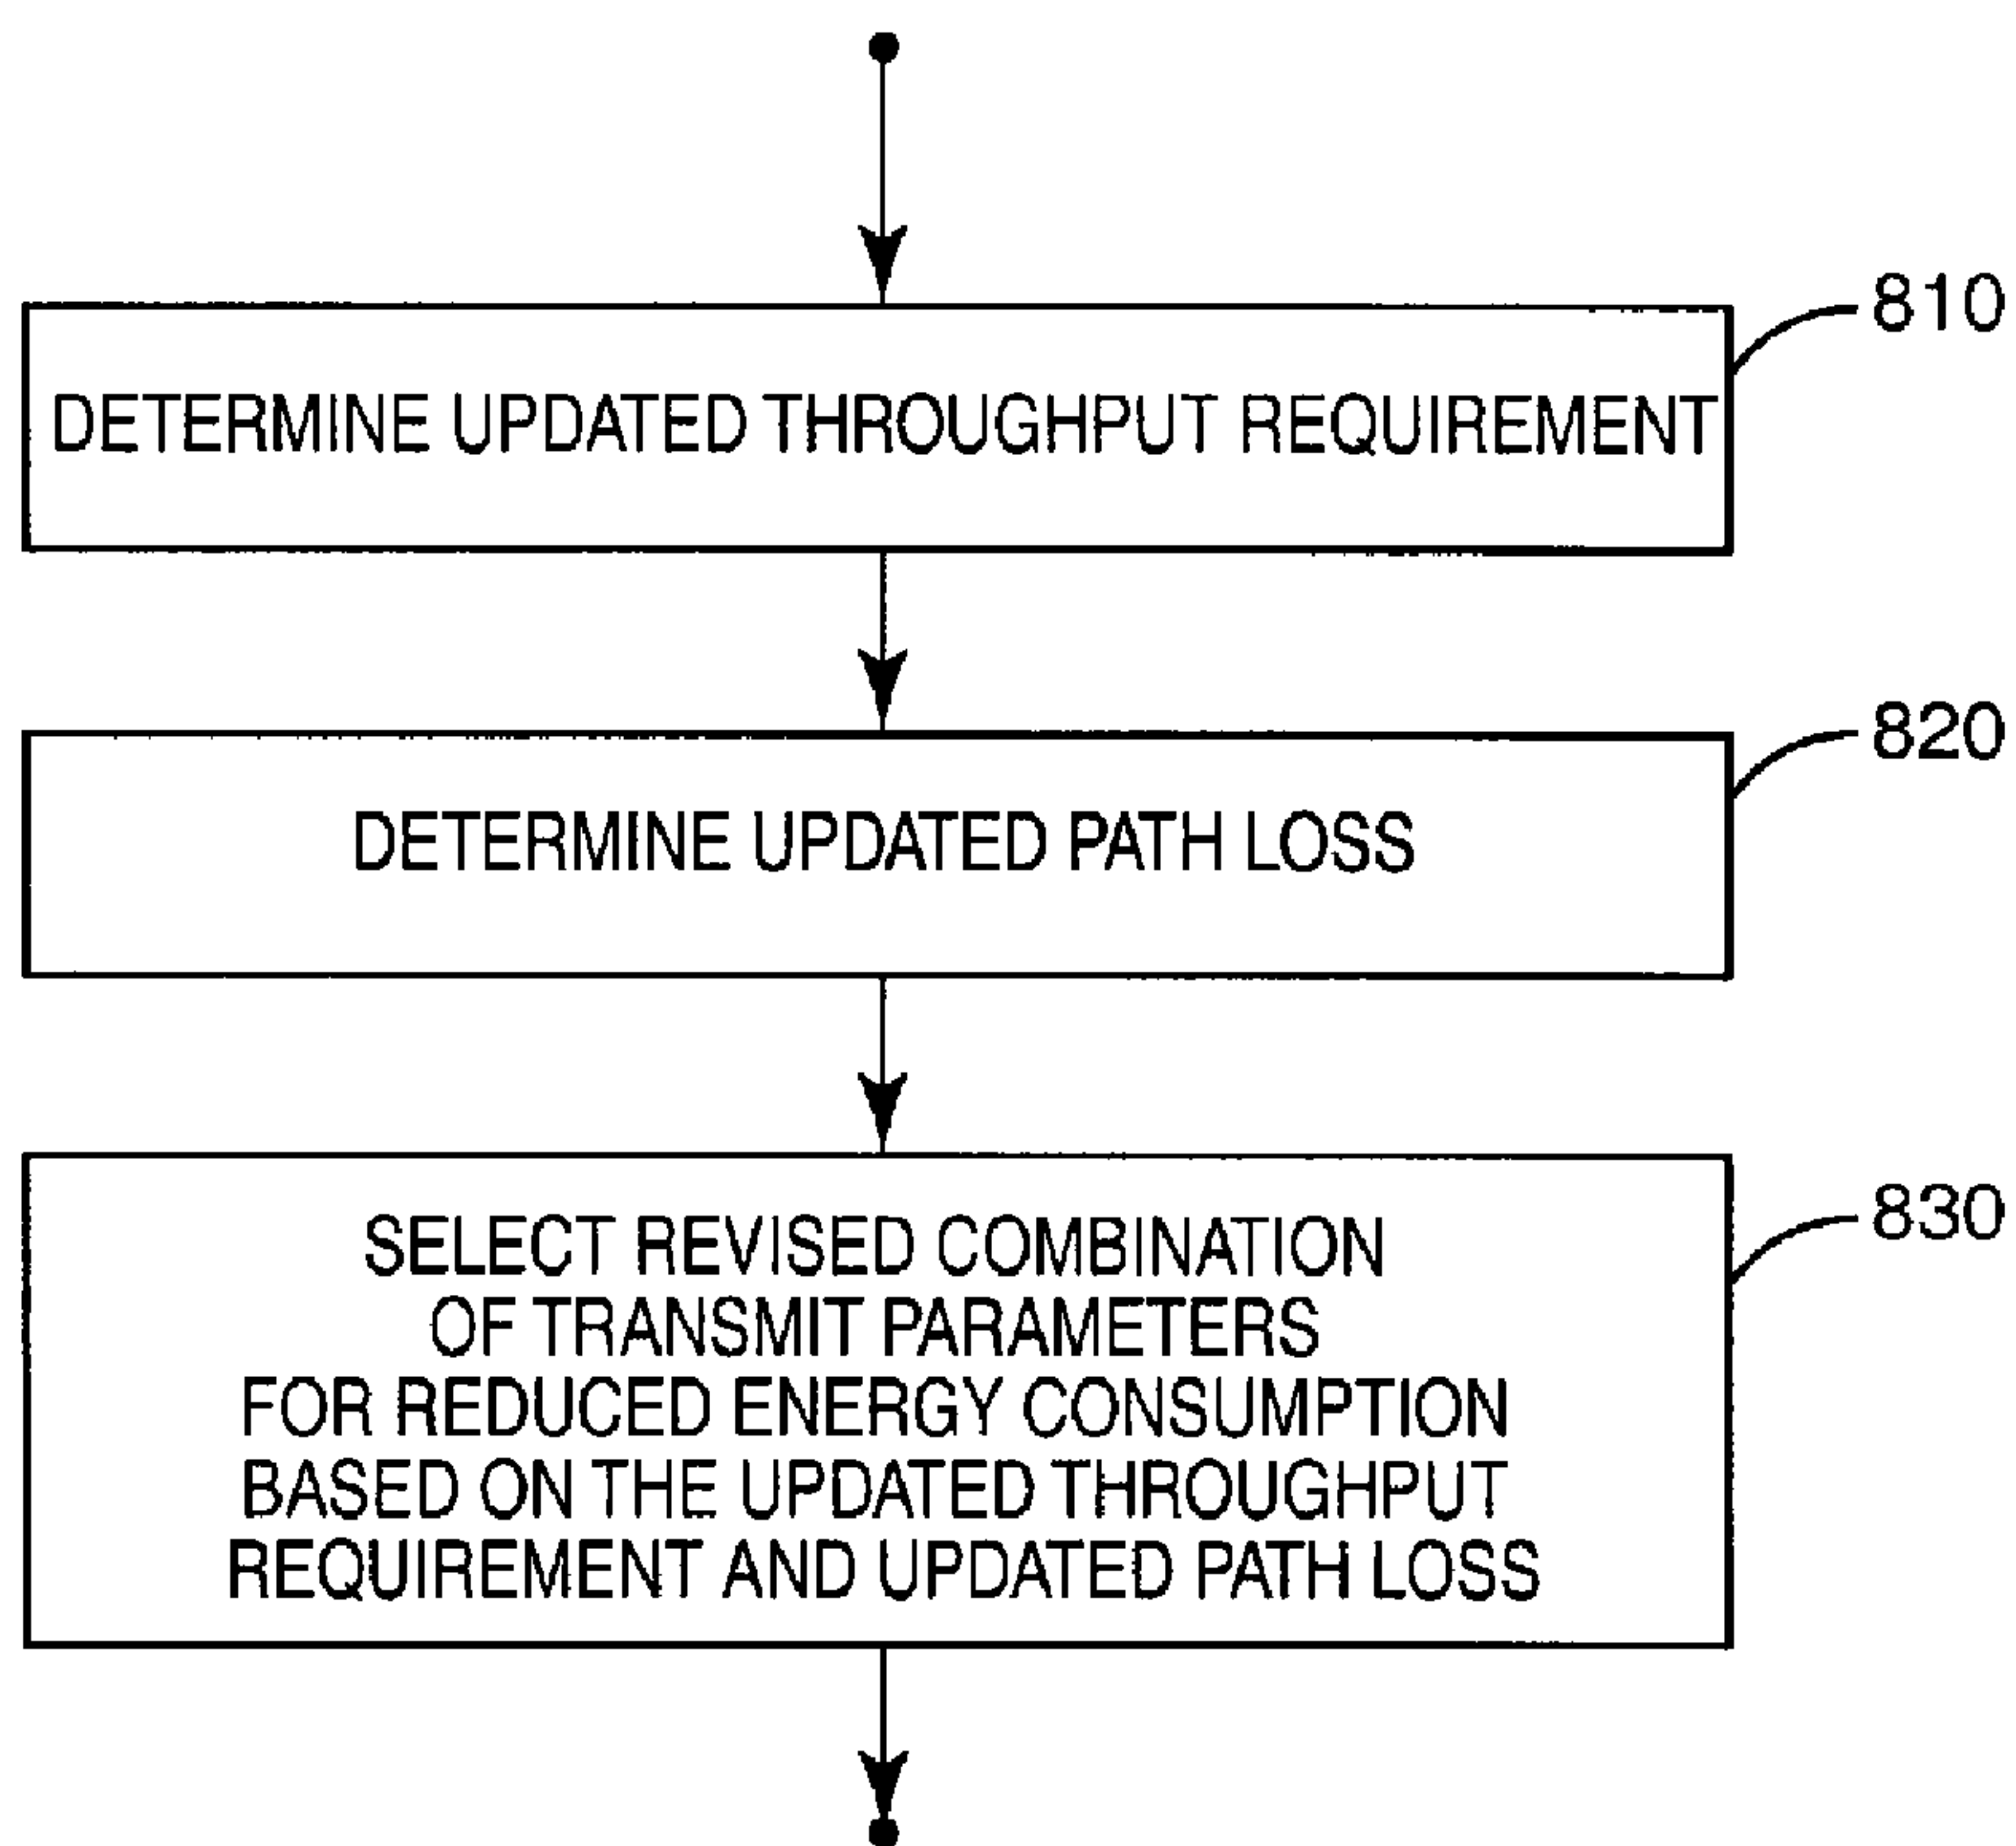 810
DETERMINE UPDATED THROUGHPUT REQUIREMENT
820
DETERMINE UPDATED PATH LOSS
830
SELECT REVISED COMBINATION
OF TRANSMIT PARAMETERS
FOR REDUCED ENERGY CONSUMPTION
BASED ON THE UPDATED THROUGHPUT
REQUIREMENT AND UPDATED PATH LOSS